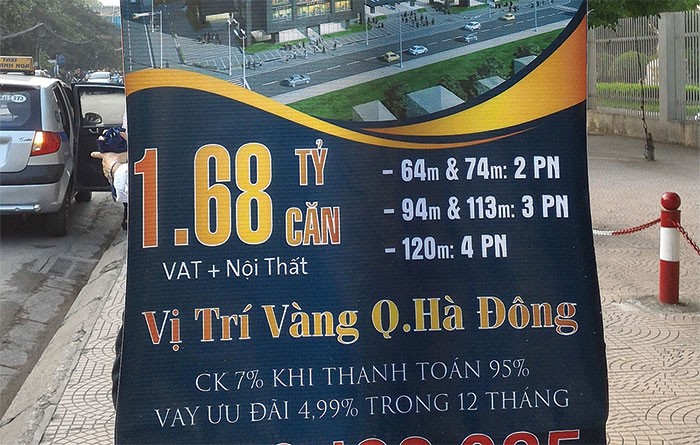 TAXI
1.68 TỶ
CĂN
VAT + Nội Thất
- 64m & 74m: 2 PN
- 94m & 113m: 3 PN
- 120m: 4 PN
Vị Trí Vàng Q.Hà Đông
CK 7% KHI THANH TOÁN 95%
VAY ƯU ĐÃI 4,99% TRONG 12 THÁNG